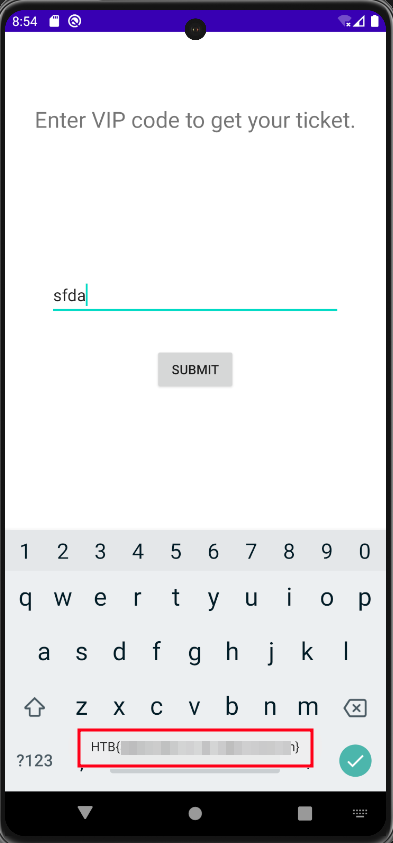 8:54
Enter VIP code to get your ticket.
sfda
SUBMIT
1 2 3 4 5 6 7 8 9 0
q w e r t y u i o p
a s d f g h j k l
z x c v b n m
HTB{ }
?123 , .